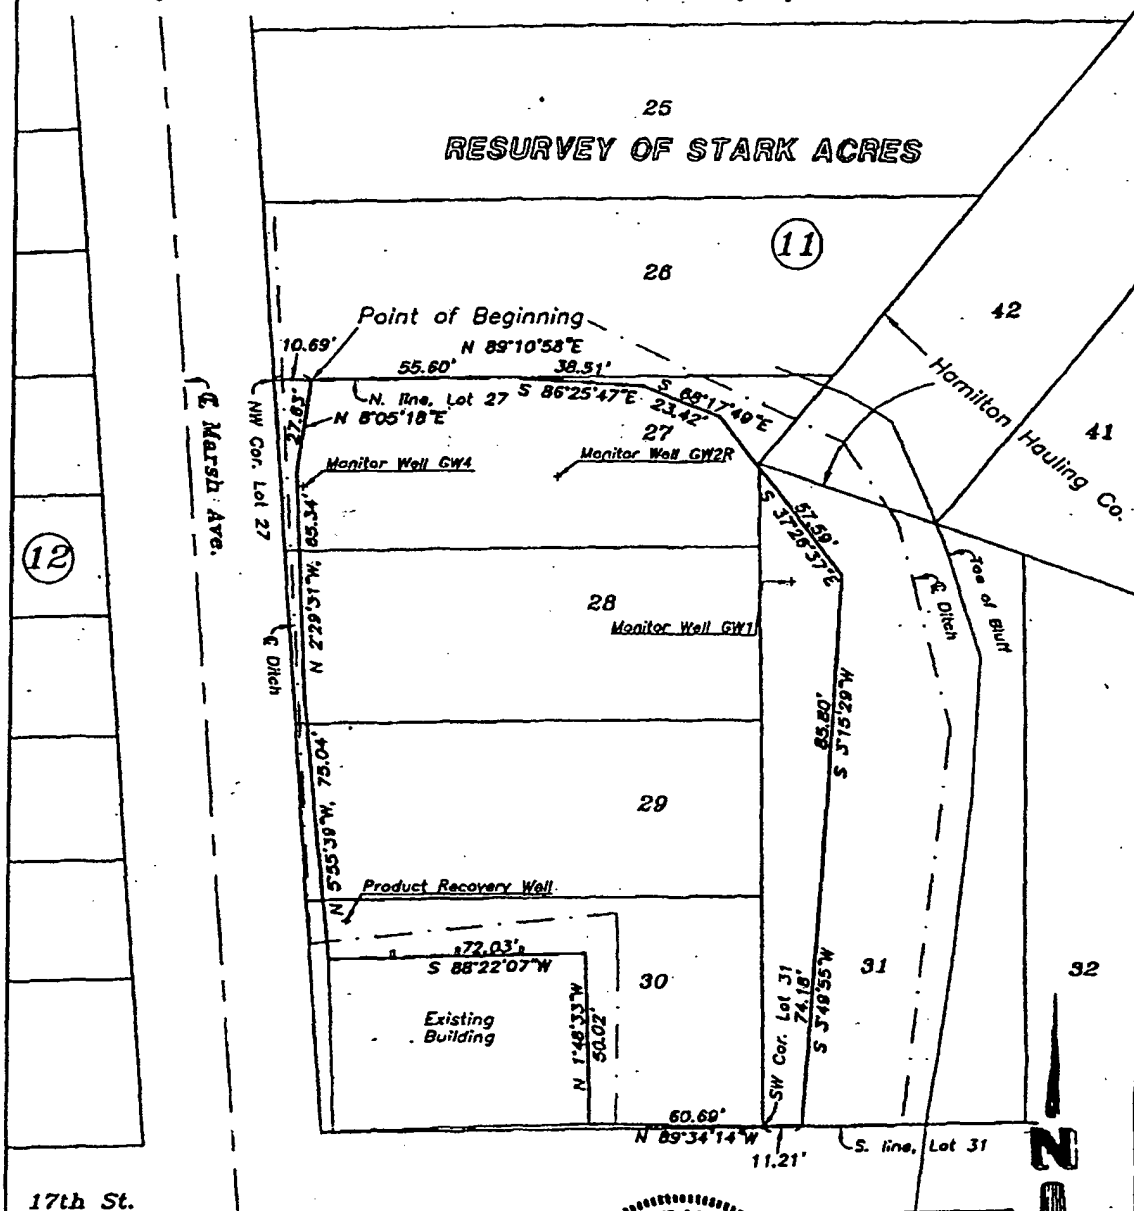 25
RESURVEY OF STARK ACRES
11
26
42
Point of Beginning
10.69'
N 89°10'58"E
55.60'
38.51'
Hamilton Hauling Co.
N. line, Lot 27
S 86°25'47"E
S 68°17'49"E
23.42'
27.63'
N 8°05'18"E
27
41
NW Cor. Lot 27
℄ Marsh Ave.
Monitor Well GW4
Monitor Well GW2R
S 37°26'37"E
57.59'
12
N 2°29'31"W, 65.34'
28
Monitor Well GW1
℄ Ditch
Toe of Bluff
℄ Ditch
85.80'
S 3°15'29"W
N 5°55'39"W, 75.04'
29
Product Recovery Well
72.03'
S 88°22'07"W
30
31
32
SW Cor. Lot 31
74.18'
S 3°49'55"W
Existing
Building
N 1°48'33"W
50.02'
60.69'
N 89°34'14"W
11.21'
S. line, Lot 31
N
17th St.